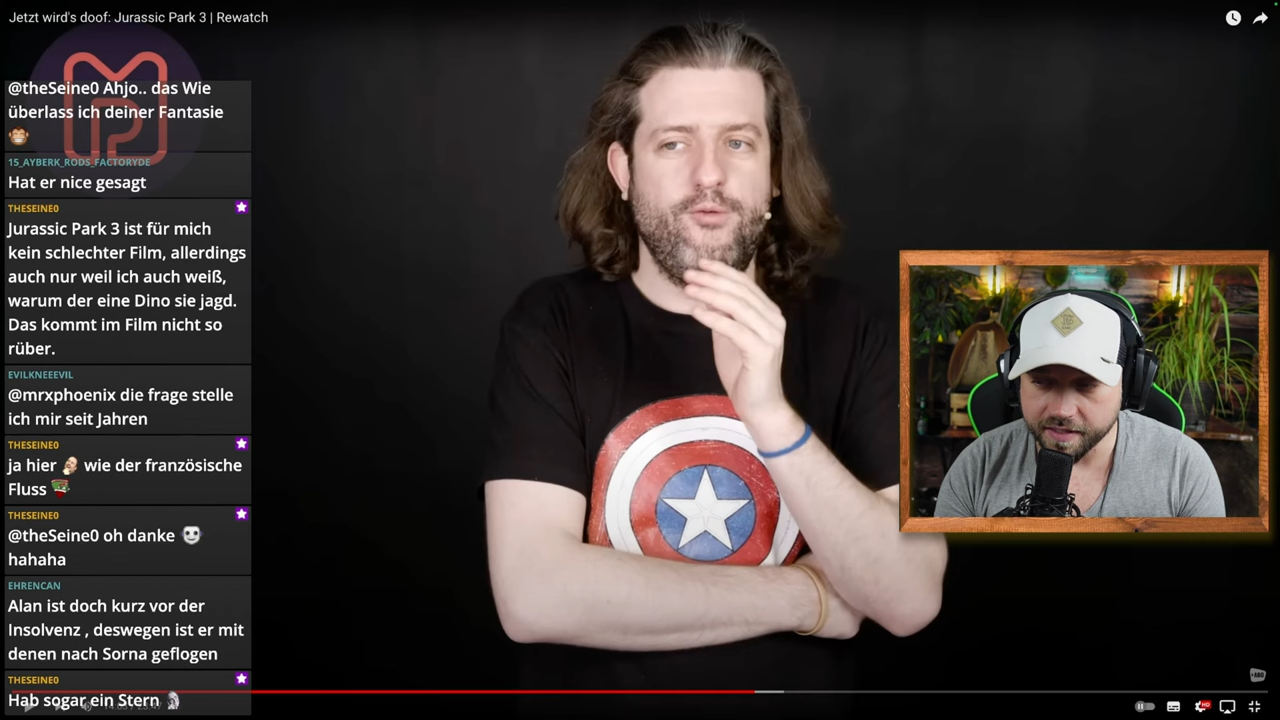 Jetzt wird's doof: Jurassic Park 3 | Rewatch
@theSeine0 Ahjo.. das Wie
überlass ich deiner Fantasie
15_AYBERK_RODS_FACTORYDE
Hat er nice gesagt
THESEINE0
Jurassic Park 3 ist für mich
kein schlechter Film, allerdings
auch nur weil ich auch weiß,
warum der eine Dino sie jagd.
Das kommt im Film nicht so
rüber.
EVILKNEEEVIL
@mrxphoenix die frage stelle
ich mir seit Jahren
THESEINE0
ja hier wie der französische
Fluss
THESEINE0
@theSeine0 oh danke
hahaha
EHRENCAN
Alan ist doch kurz vor der
Insolvenz , deswegen ist er mit
denen nach Sorna geflogen
THESEINE0
Hab sogar ein Stern